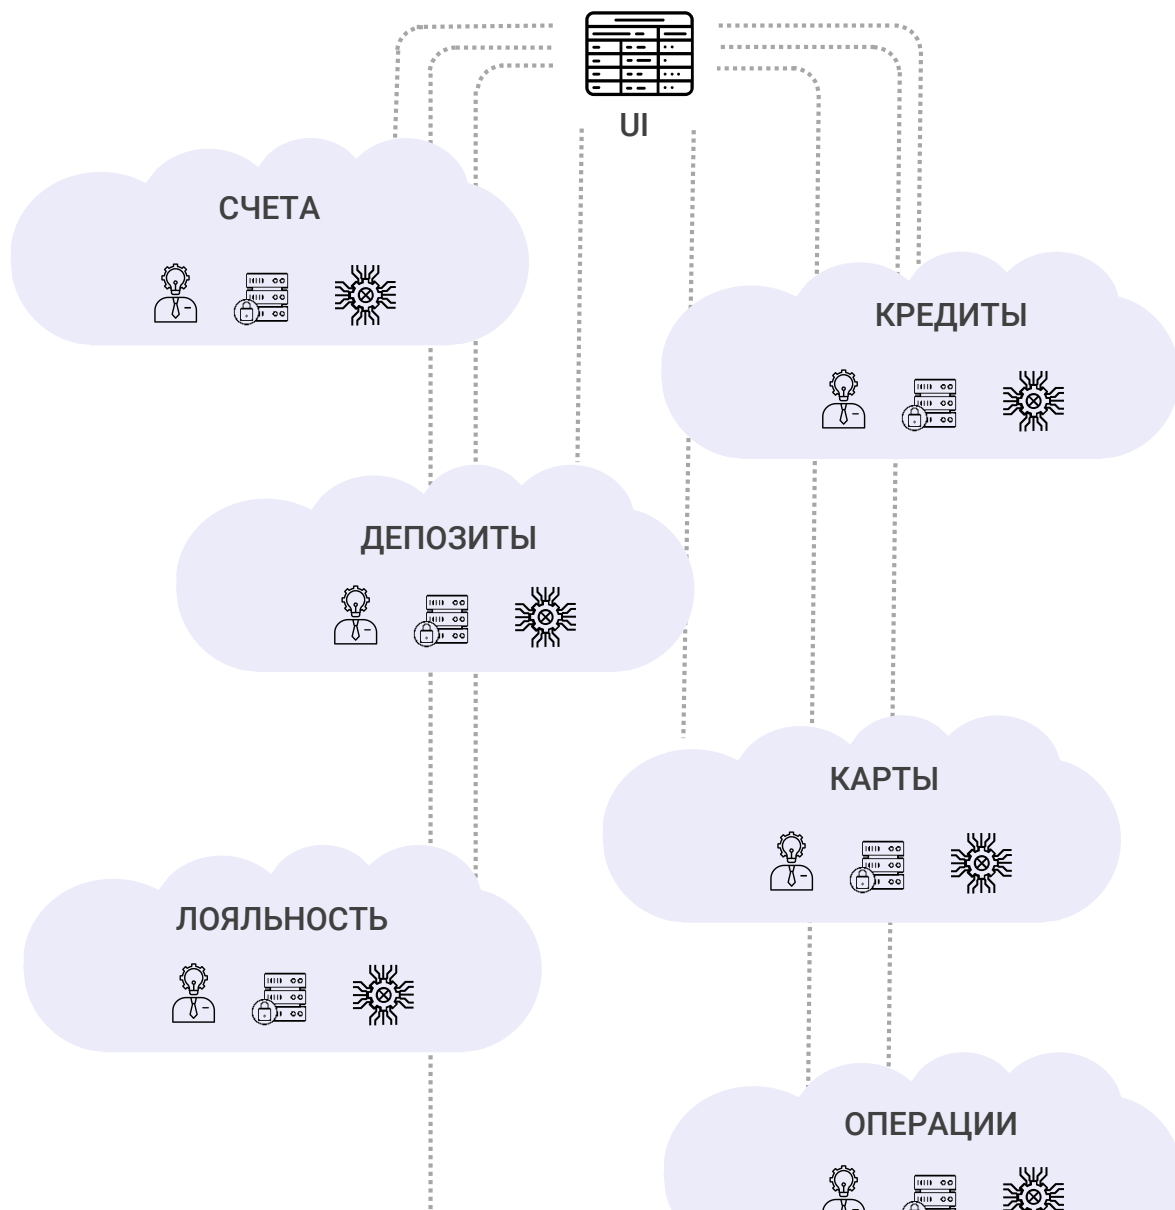 UI
СЧЕТА
КРЕДИТЫ
ДЕПОЗИТЫ
КАРТЫ
ЛОЯЛЬНОСТЬ
ОПЕРАЦИИ